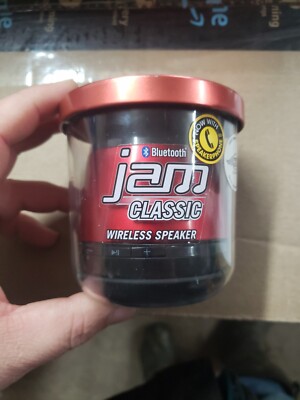 NOW WITH
SPEAKERPHONE
Bluetooth®
jam
CLASSIC
WIRELESS SPEAKER
+